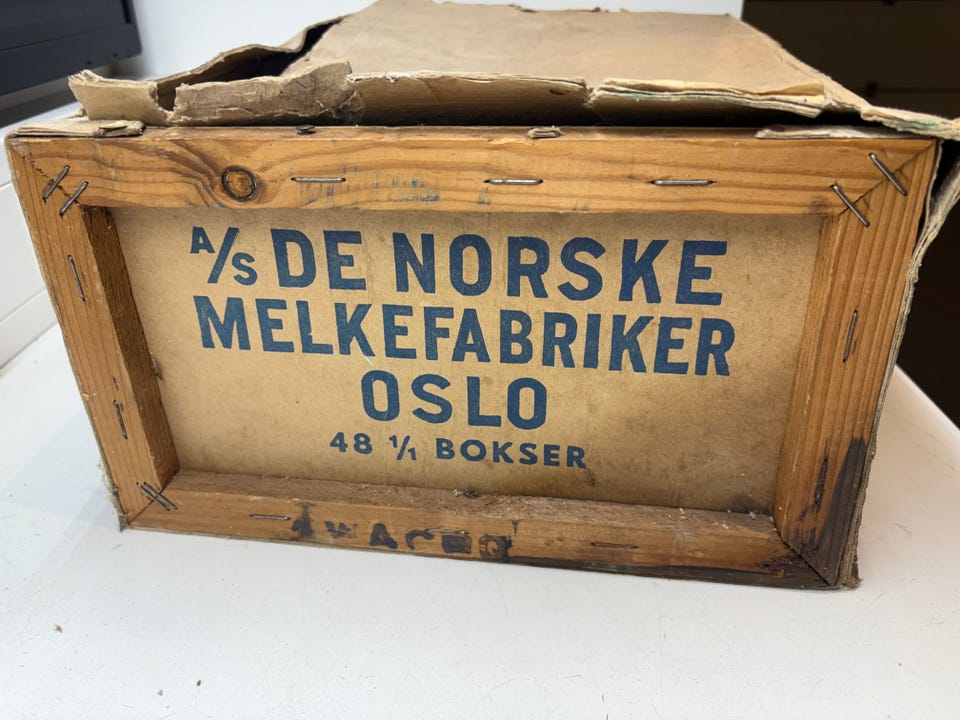 A/S DE NORSKE
MELKEFABRIKER
OSLO
48 1/1 BOKSER